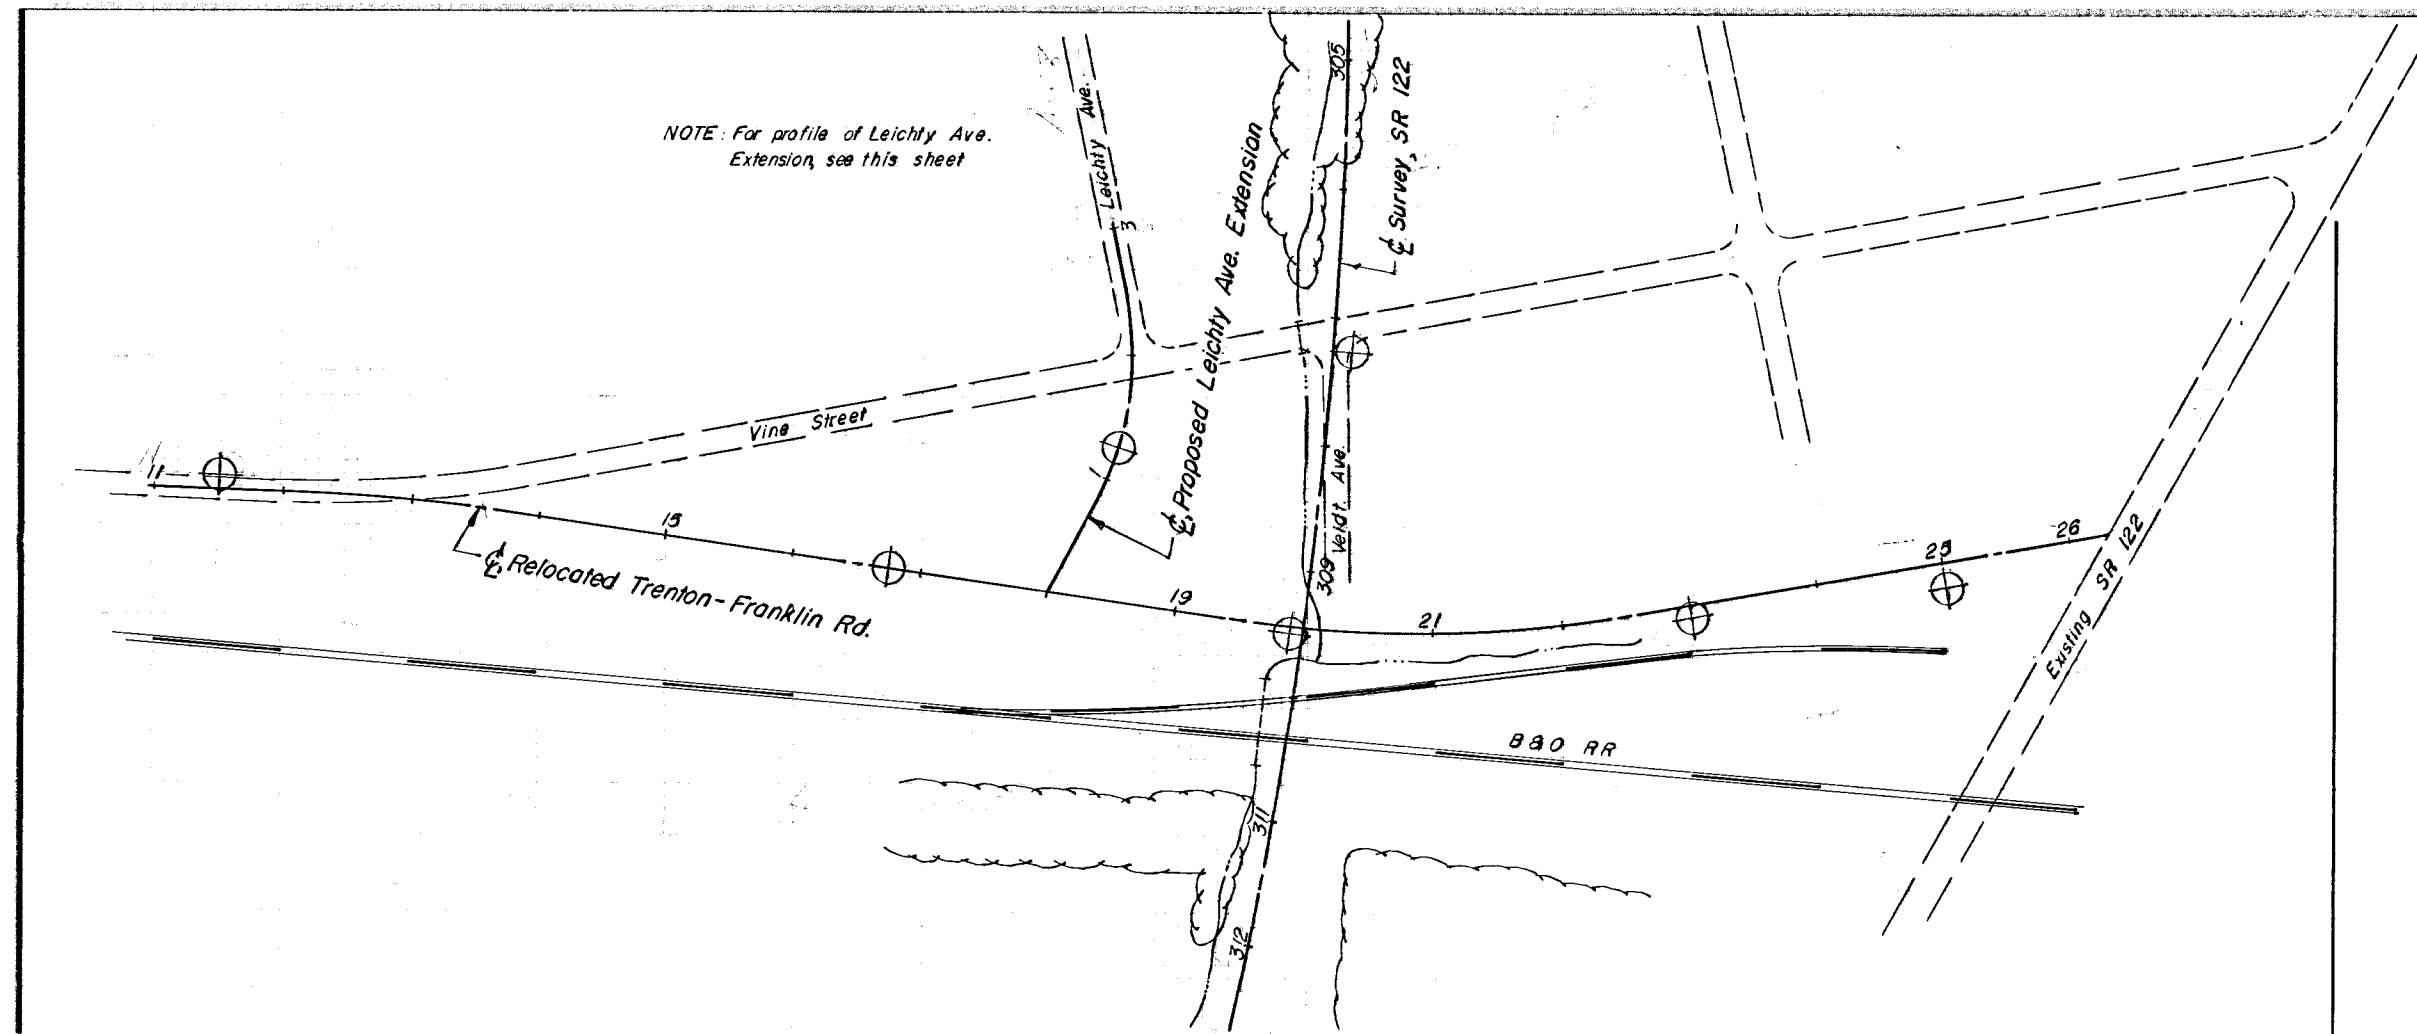 NOTE: For profile of Leichty Ave.
Extension, see this sheet
Leichty Ave.
3
℄ Proposed Leichty Ave. Extension
305
℄ Survey, SR 122
Vine Street
1
11
15
℄ Relocated Trenton-Franklin Rd.
19
309
Veldt. Ave.
21
25
26
Existing SR 122
B&O RR
311
312